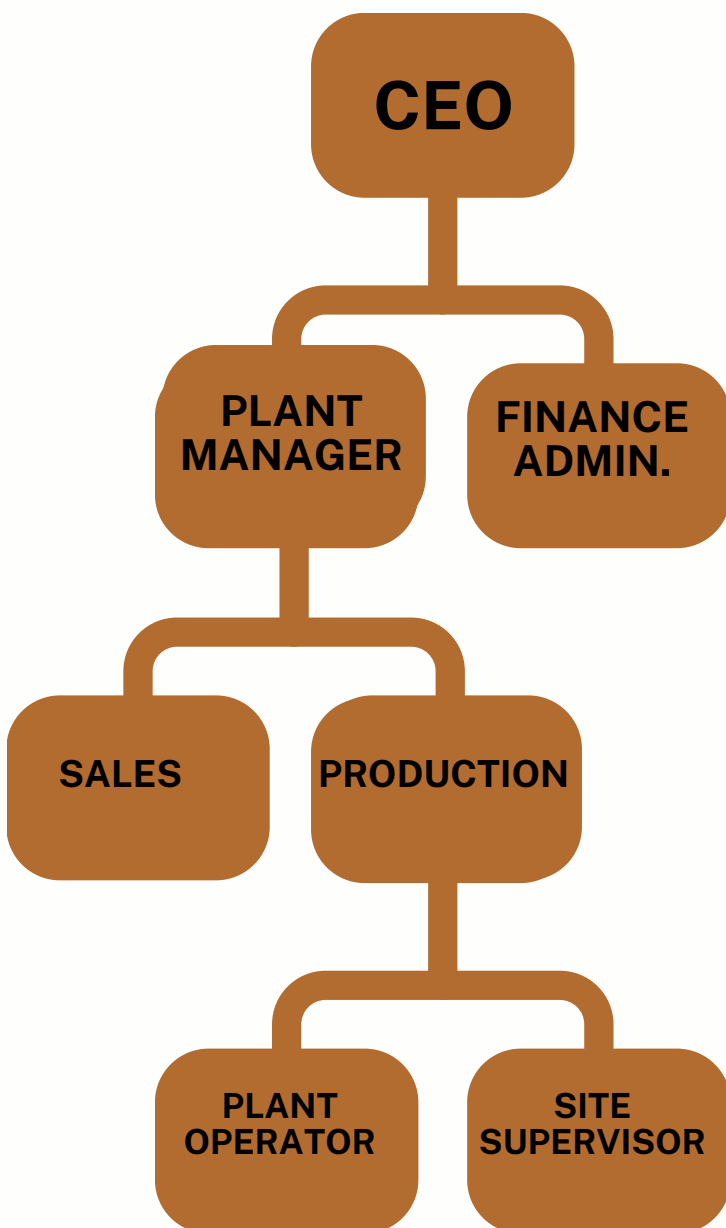 CEO
PLANT
MANAGER
FINANCE
ADMIN.
SALES
PRODUCTION
PLANT
OPERATOR
SITE
SUPERVISOR